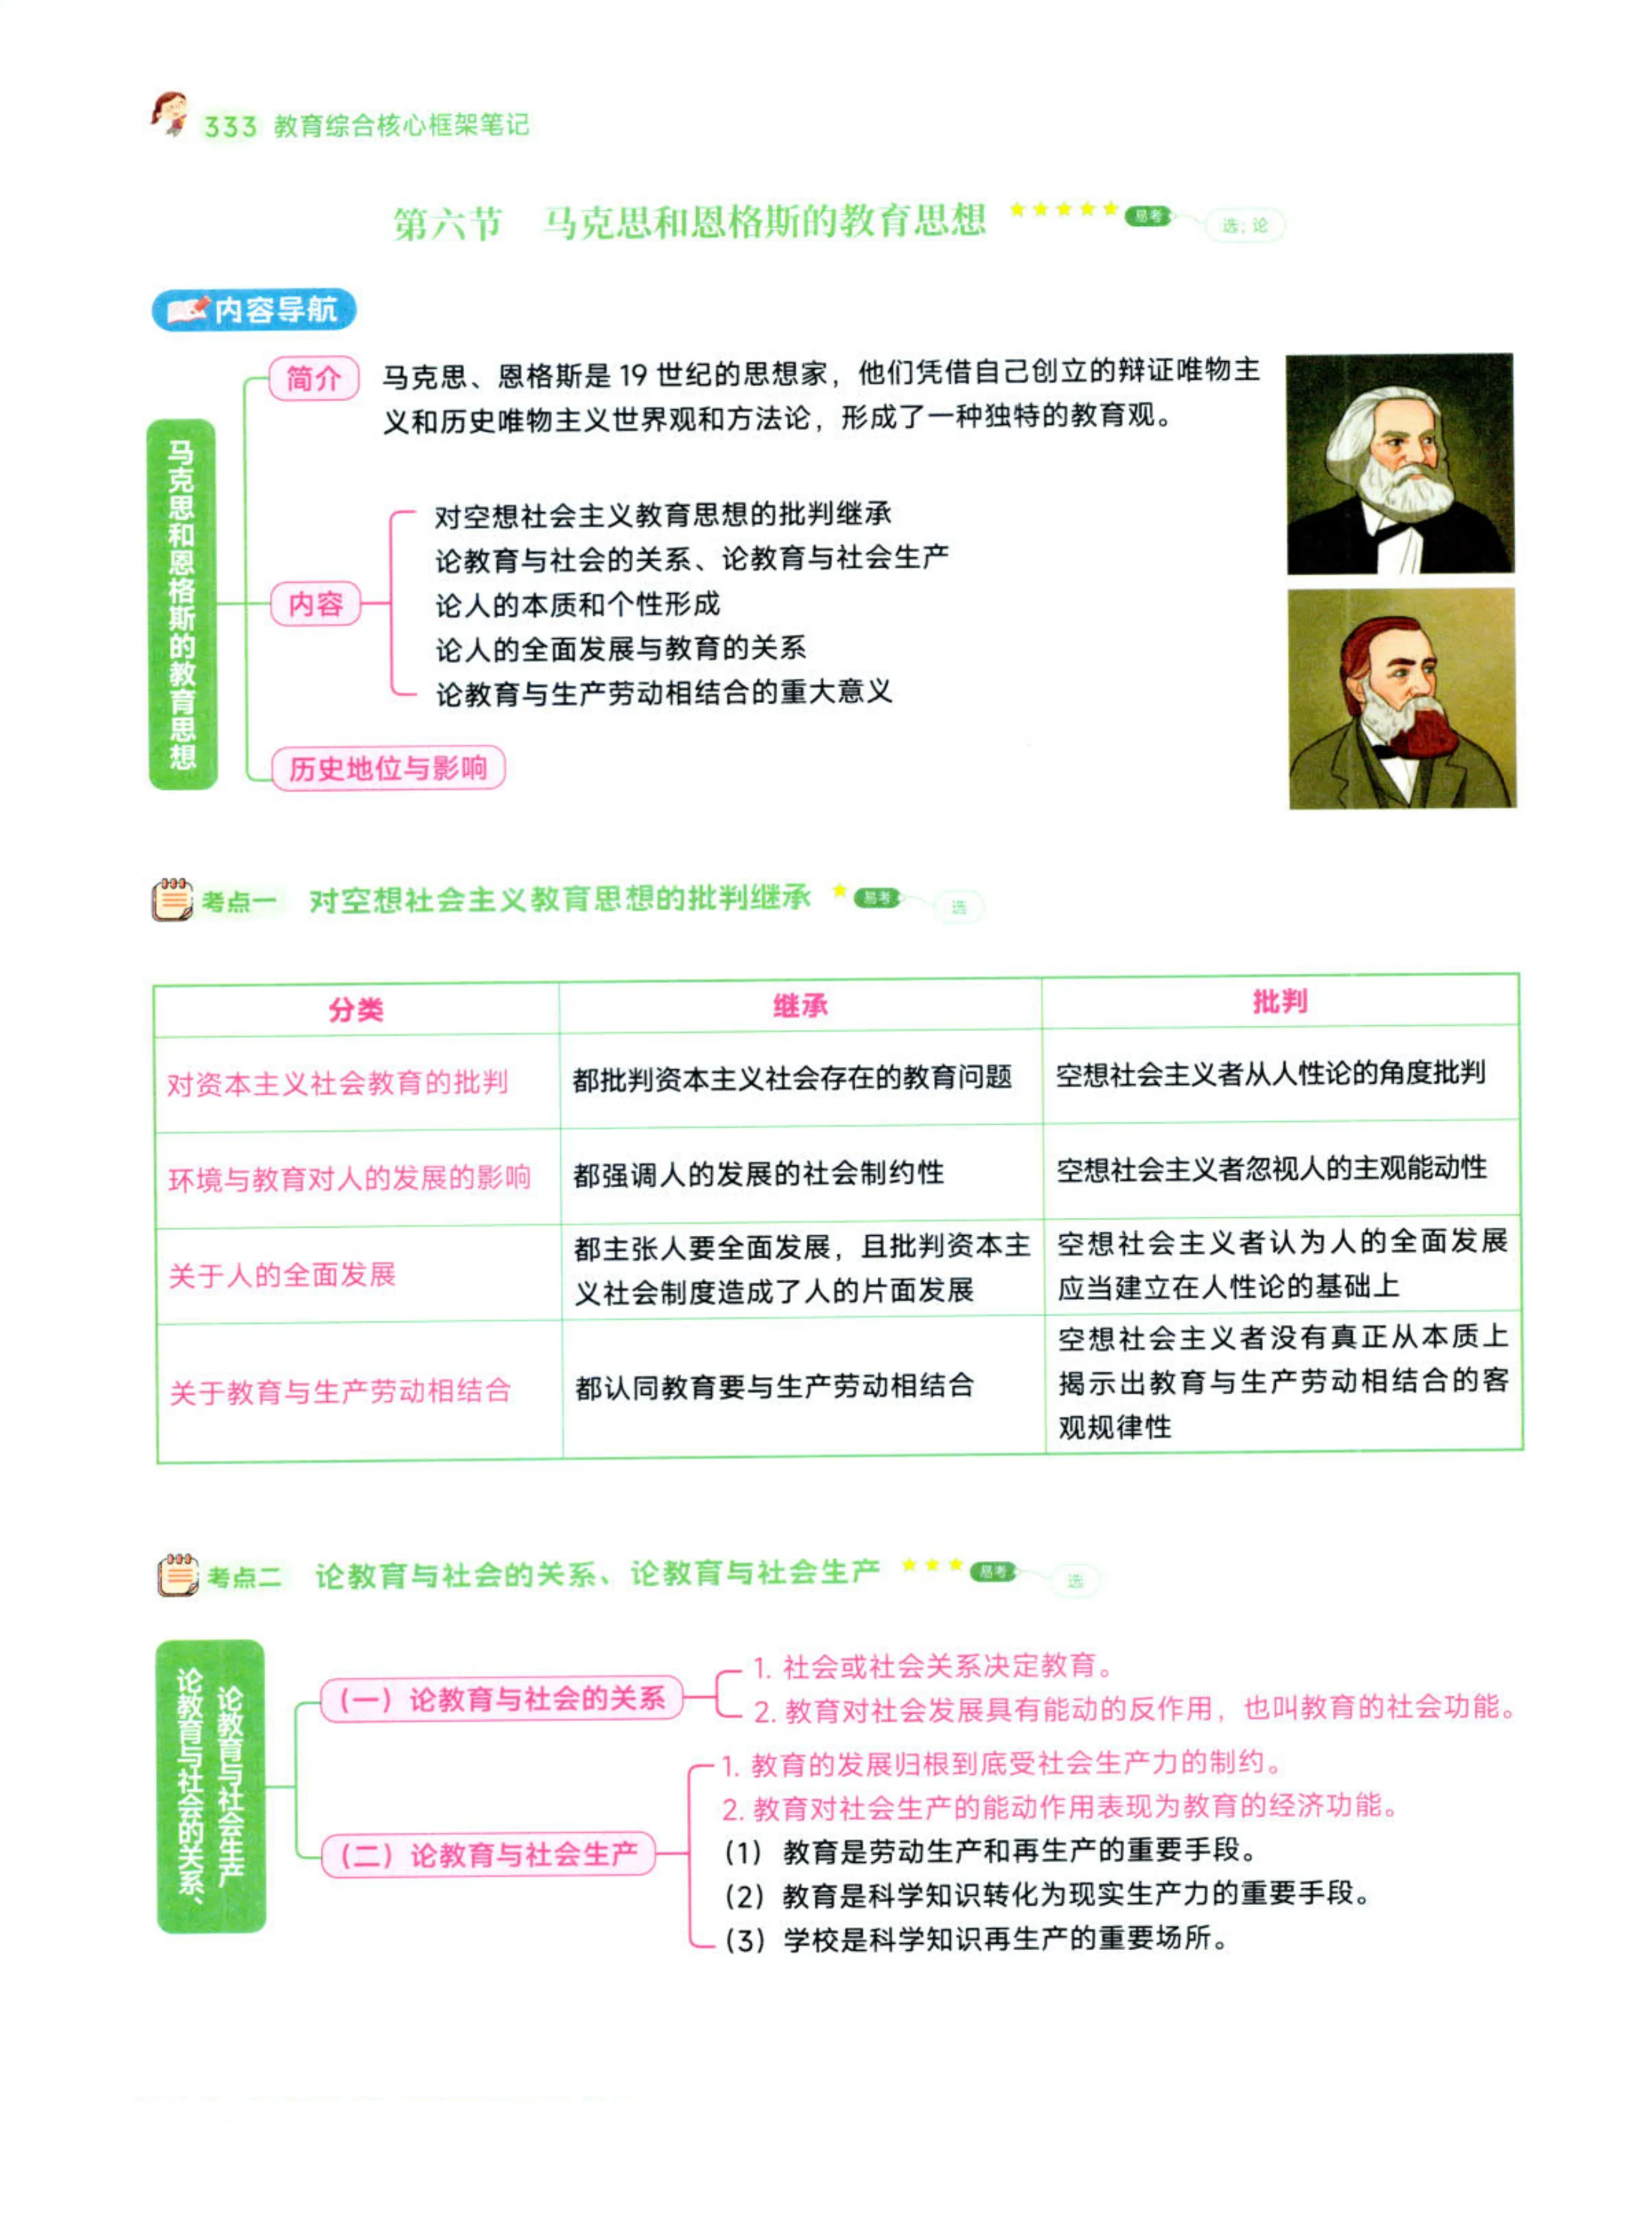 333 教育综合核心框架笔记
第六节 马克思和恩格斯的教育思想 易考 选; 论
内容导航
马克思和恩格斯的教育思想
简介
马克思、恩格斯是 19 世纪的思想家，他们凭借自己创立的辩证唯物主
义和历史唯物主义世界观和方法论，形成了一种独特的教育观。
内容
对空想社会主义教育思想的批判继承
论教育与社会的关系、论教育与社会生产
论人的本质和个性形成
论人的全面发展与教育的关系
论教育与生产劳动相结合的重大意义
历史地位与影响
考点一 对空想社会主义教育思想的批判继承 易考 选
分类 继承 批判
对资本主义社会教育的批判 都批判资本主义社会存在的教育问题 空想社会主义者从人性论的角度批判
环境与教育对人的发展的影响 都强调人的发展的社会制约性 空想社会主义者忽视人的主观能动性
关于人的全面发展
都主张人要全面发展，且批判资本主
义社会制度造成了人的片面发展
空想社会主义者认为人的全面发展
应当建立在人性论的基础上
关于教育与生产劳动相结合
都认同教育要与生产劳动相结合
空想社会主义者没有真正从本质上
揭示出教育与生产劳动相结合的客
观规律性
考点二 论教育与社会的关系、论教育与社会生产 易考 选
论教育与社会的关系、
论教育与社会生产
（一）论教育与社会的关系
1. 社会或社会关系决定教育。
2. 教育对社会发展具有能动的反作用，也叫教育的社会功能。
（二）论教育与社会生产
1. 教育的发展归根到底受社会生产力的制约。
2. 教育对社会生产的能动作用表现为教育的经济功能。
（1）教育是劳动生产和再生产的重要手段。
（2）教育是科学知识转化为现实生产力的重要手段。
（3）学校是科学知识再生产的重要场所。